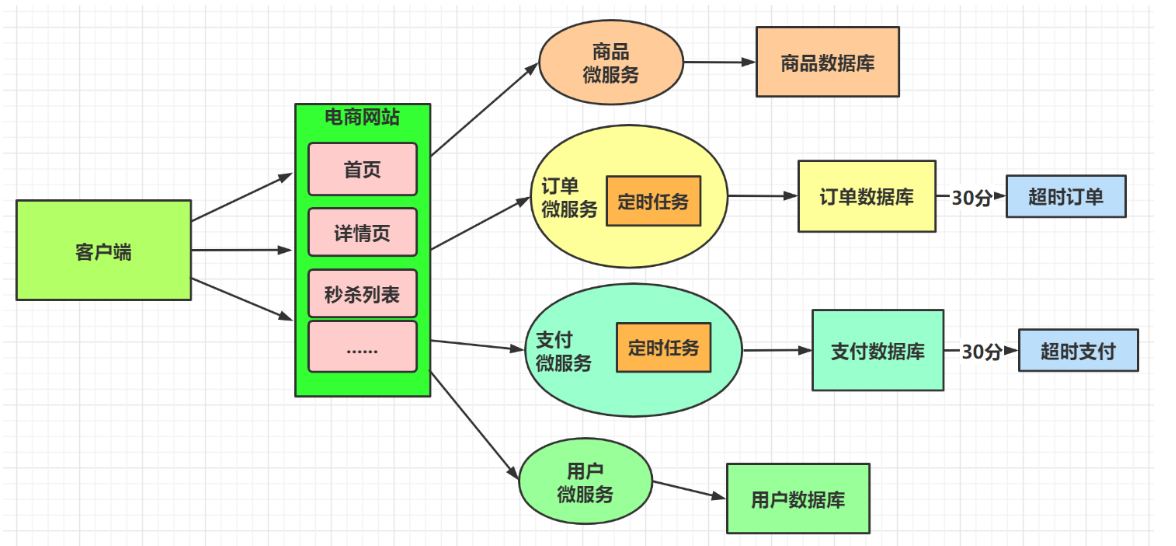 客户端
电商网站
首页
详情页
秒杀列表
......
商品
微服务
商品数据库
订单
微服务
定时任务
订单数据库
30分
超时订单
支付
微服务
定时任务
支付数据库
30分
超时支付
用户
微服务
用户数据库